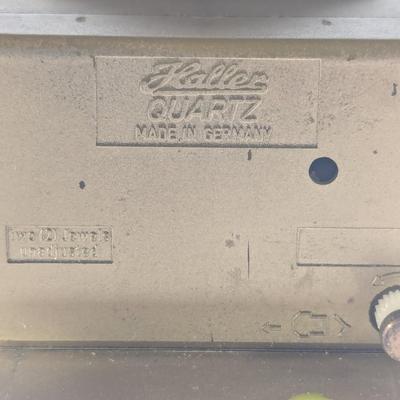 Haller
QUARTZ
MADE IN GERMANY
two (2) Jewels
unadjusted